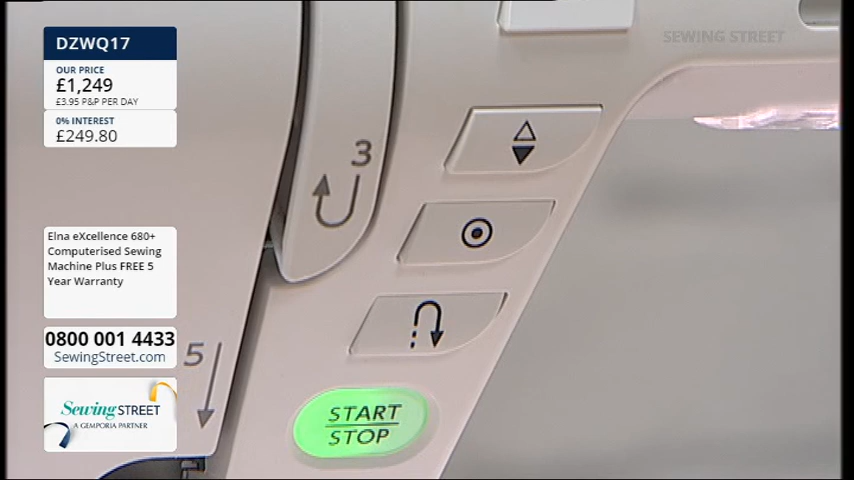 DZWQ17
OUR PRICE
£1,249
£3.95 P&P PER DAY
0% INTEREST
£249.80
Elna eXcellence 680+
Computerised Sewing
Machine Plus FREE 5
Year Warranty
0800 001 4433
SewingStreet.com
Sewing STREET
A GEMPORIA PARTNER
SEWING STREET
3
5
START
STOP